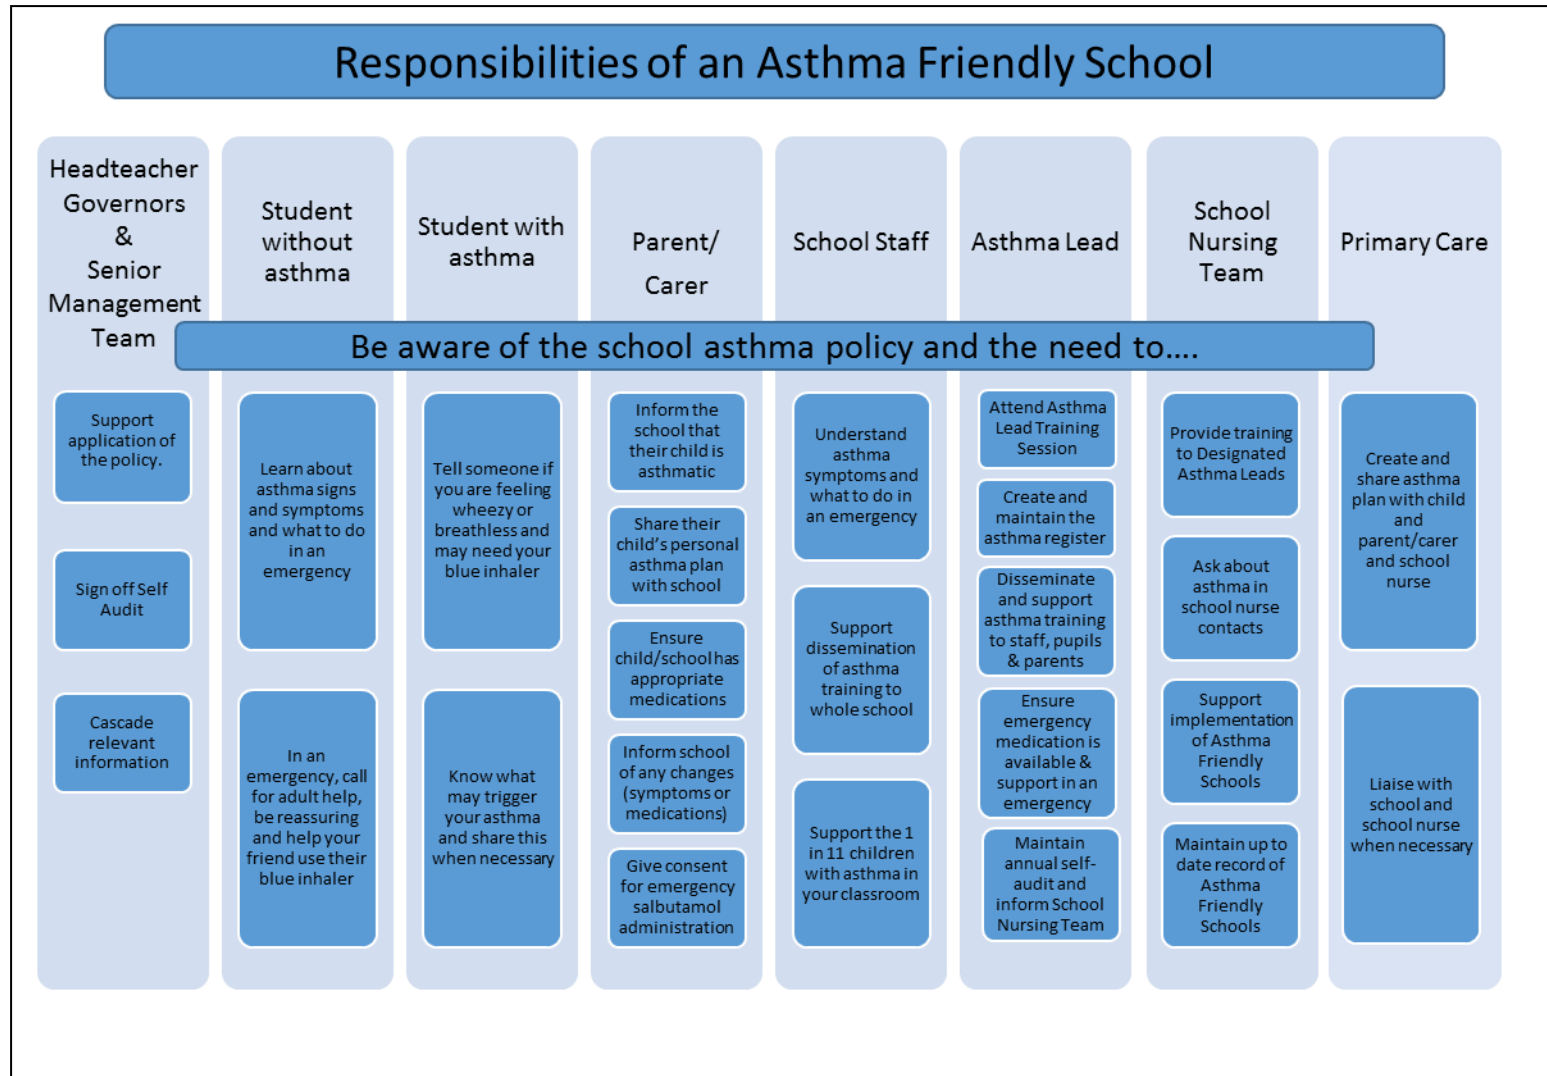 Responsibilities of an Asthma Friendly School
Headteacher
Governors
&
Senior
Management
Team
Student
without
asthma
Student with
asthma
Parent/
Carer
School Staff
Asthma Lead
School
Nursing
Team
Primary Care
Be aware of the school asthma policy and the need to....
Support
application of
the policy.
Sign off Self
Audit
Cascade
relevant
information
Learn about
asthma signs
and symptoms
and what to do
in an
emergency
In an
emergency, call
for adult help,
be reassuring
and help your
friend use their
blue inhaler
Tell someone if
you are feeling
wheezy or
breathless and
may need your
blue inhaler
Know what
may trigger
your asthma
and share this
when necessary
Inform the
school that
their child is
asthmatic
Share their
child's personal
asthma plan
with school
Ensure
child/school has
appropriate
medications
Inform school
of any changes
(symptoms or
medications)
Give consent
for emergency
salbutamol
administration
Understand
asthma
symptoms and
what to do in
an emergency
Support
dissemination
of asthma
training to
whole school
Support the 1
in 11 children
with asthma in
your classroom
Attend Asthma
Lead Training
Session
Create and
maintain the
asthma register
Disseminate
and support
asthma training
to staff, pupils
& parents
Ensure
emergency
medication is
available &
support in an
emergency
Maintain
annual self-
audit and
inform School
Nursing Team
Provide training
to Designated
Asthma Leads
Ask about
asthma in
school nurse
contacts
Support
implementation
of Asthma
Friendly
Schools
Maintain up to
date record of
Asthma
Friendly
Schools
Create and
share asthma
plan with child
and
parent/carer
and school
nurse
Liaise with
school and
school nurse
when necessary